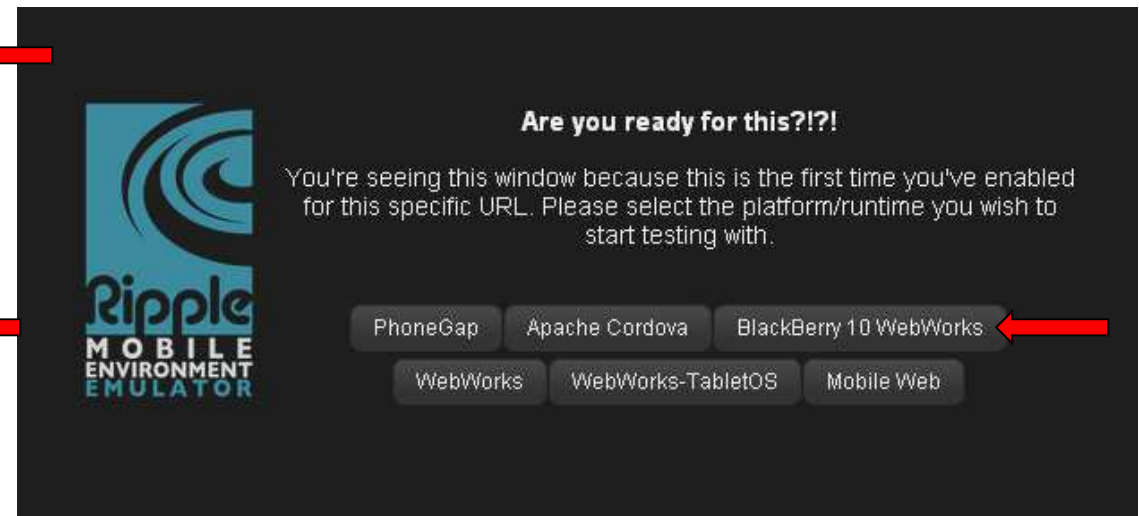 Are you ready for this?!?!
You're seeing this window because this is the first time you've enabled
for this specific URL. Please select the platform/runtime you wish to
start testing with.
Ripple
MOBILE
ENVIRONMENT
EMULATOR
PhoneGap
Apache Cordova
BlackBerry 10 WebWorks
WebWorks
WebWorks-TabletOS
Mobile Web